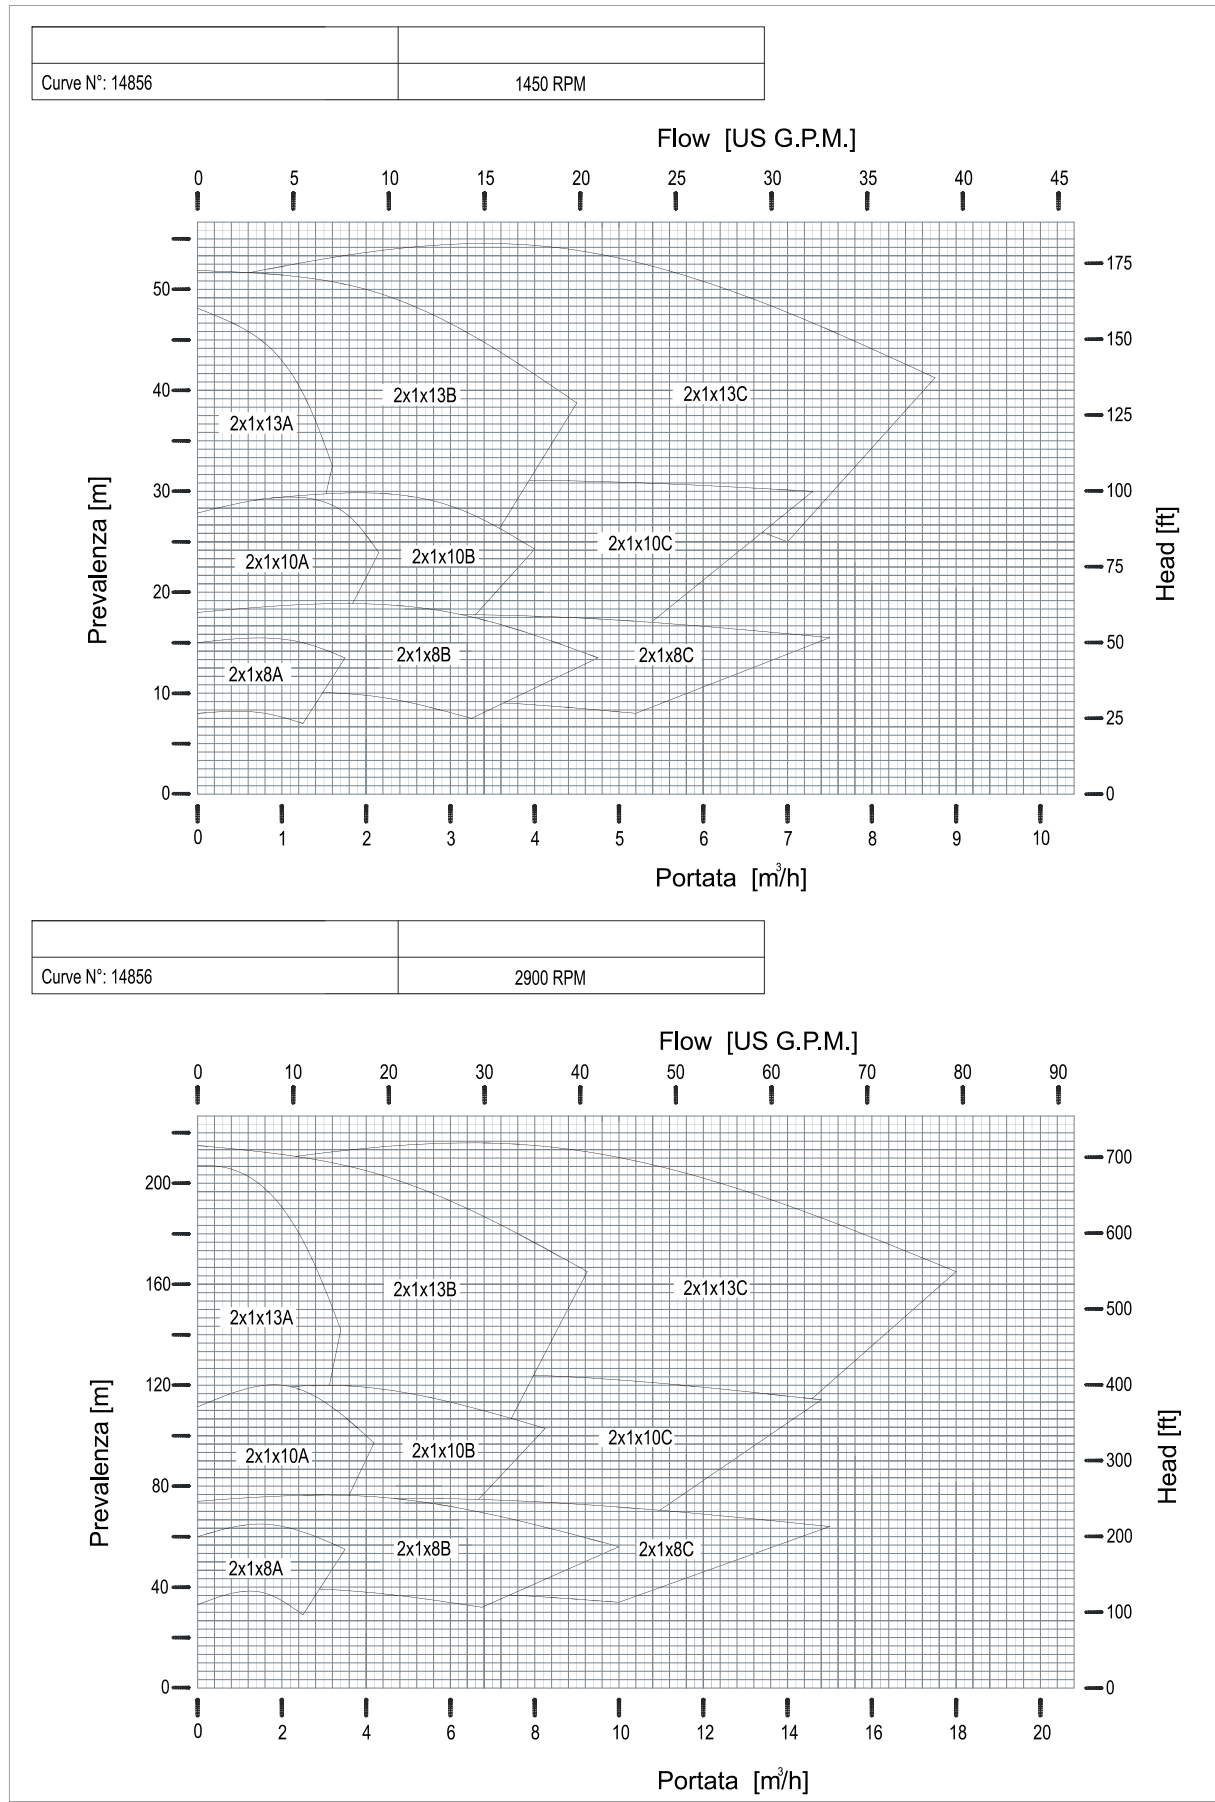 Curve N°: 14856 1450 RPM
Flow [US G.P.M.]
0 5 10 15 20 25 30 35 40 45
175
50
150
40
2x1x13B 2x1x13C
125
2x1x13A
30 100
2x1x10C
2x1x10B
2x1x10A
75
20
50
2x1x8B 2x1x8C
2x1x8A
10
25
0 0
Prevalenza [m]
Head [ft]
0 1 2 3 4 5 6 7 8 9 10
Portata [m³/h]
Curve N°: 14856 2900 RPM
Flow [US G.P.M.]
0 10 20 30 40 50 60 70 80 90
700
200
600
160
2x1x13B 2x1x13C
500
2x1x13A
120 400
2x1x10C
2x1x10B
2x1x10A
300
80
200
2x1x8B 2x1x8C
2x1x8A
40
100
0 0
Prevalenza [m]
Head [ft]
0 2 4 6 8 10 12 14 16 18 20
Portata [m³/h]